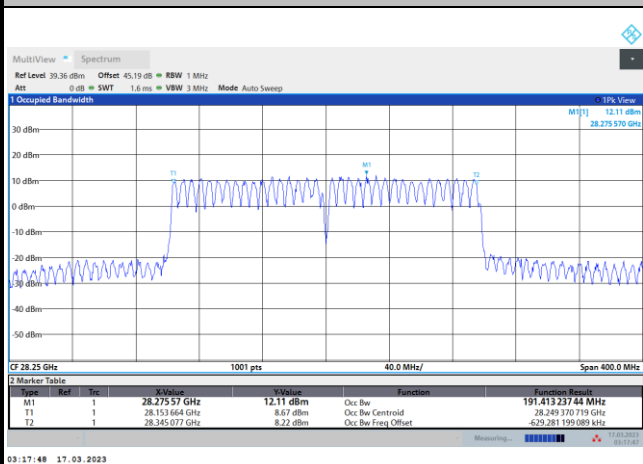 MultiView Spectrum
Ref Level 39.36 dBm Offset 45.19 dB RBW 1 MHz
Att 0 dB SWT 1.6 ms VBW 3 MHz Mode Auto Sweep
1 Occupied Bandwidth 1Pk View
M1[1] 12.11 dBm
28.275 570 GHz
30 dBm
20 dBm
M1
T1 T2
10 dBm
0 dBm
-10 dBm
-20 dBm
-30 dBm
-40 dBm
-50 dBm
CF 28.25 GHz 1001 pts 40.0 MHz/ Span 400.0 MHz
2 Marker Table
Type Ref Trc X-Value Y-Value Function Function Result
M1 1 28.275 57 GHz 12.11 dBm Occ Bw 191.413 237 44 MHz
T1 1 28.153 664 GHz 8.67 dBm Occ Bw Centroid 28.249 370 719 GHz
T2 1 28.345 077 GHz 8.22 dBm Occ Bw Freq Offset -629.281 199 089 kHz
Measuring... 17.03.2023
03:17:47
03:17:48 17.03.2023